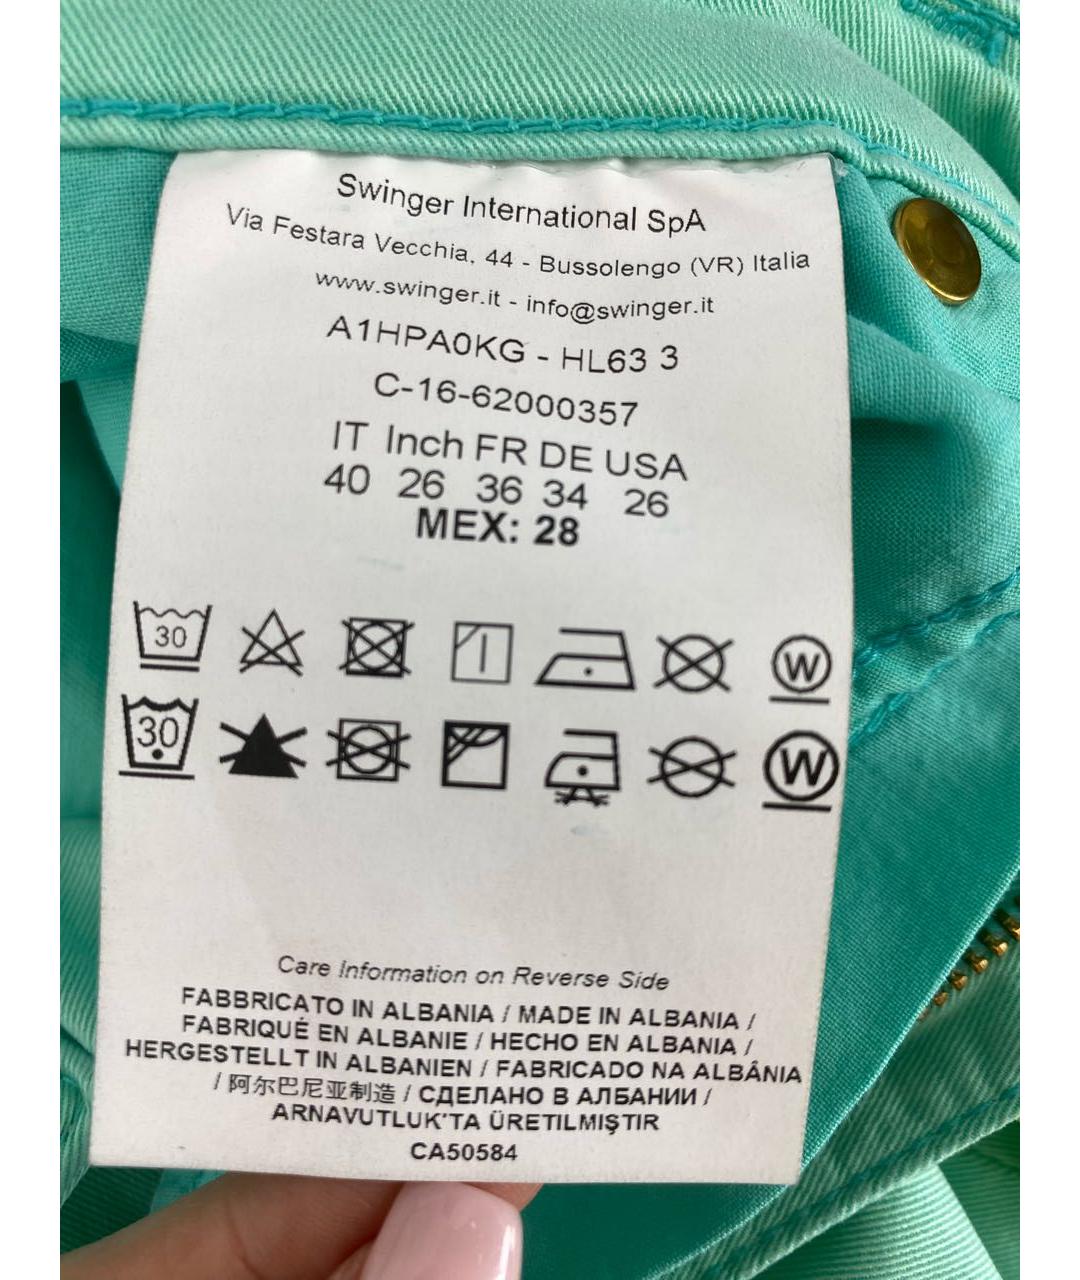 Swinger International SpA
Via Festara Vecchia, 44 - Bussolengo (VR) Italia
www.swinger.it - info@swinger.it
A1HPA0KG - HL63 3
C-16-62000357
IT Inch FR DE USA
40 26 36 34 26
MEX: 28
30 W
30 W
Care Information on Reverse Side
FABBRICATO IN ALBANIA / MADE IN ALBANIA /
FABRIQUÉ EN ALBANIE / HECHO EN ALBANIA /
HERGESTELLT IN ALBANIEN / FABRICADO NA ALBÂNIA
/ 阿尔巴尼亚制造 / СДЕЛАНО В АЛБАНИИ /
ARNAVUTLUK'TA ÜRETILMIŞTIR
CA50584